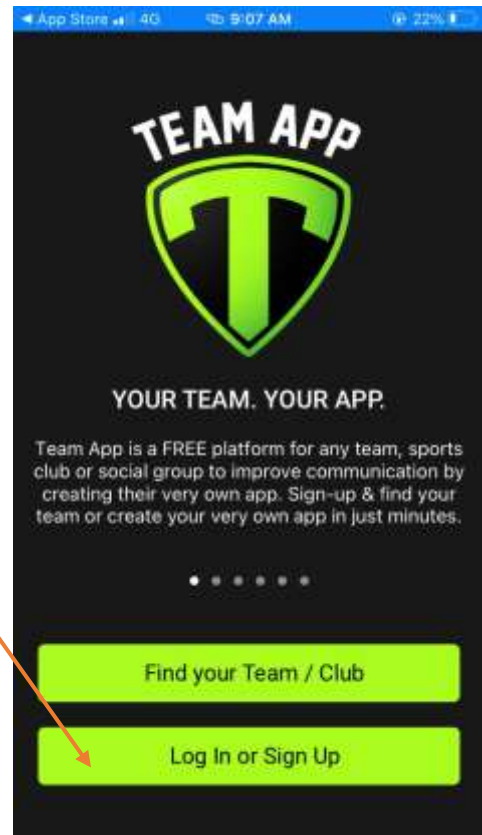 App Store 4G 9:07 AM 22%
TEAM APP
T
YOUR TEAM. YOUR APP.
Team App is a FREE platform for any team, sports
club or social group to improve communication by
creating their very own app. Sign-up & find your
team or create your very own app in just minutes.
Find your Team / Club
Log In or Sign Up